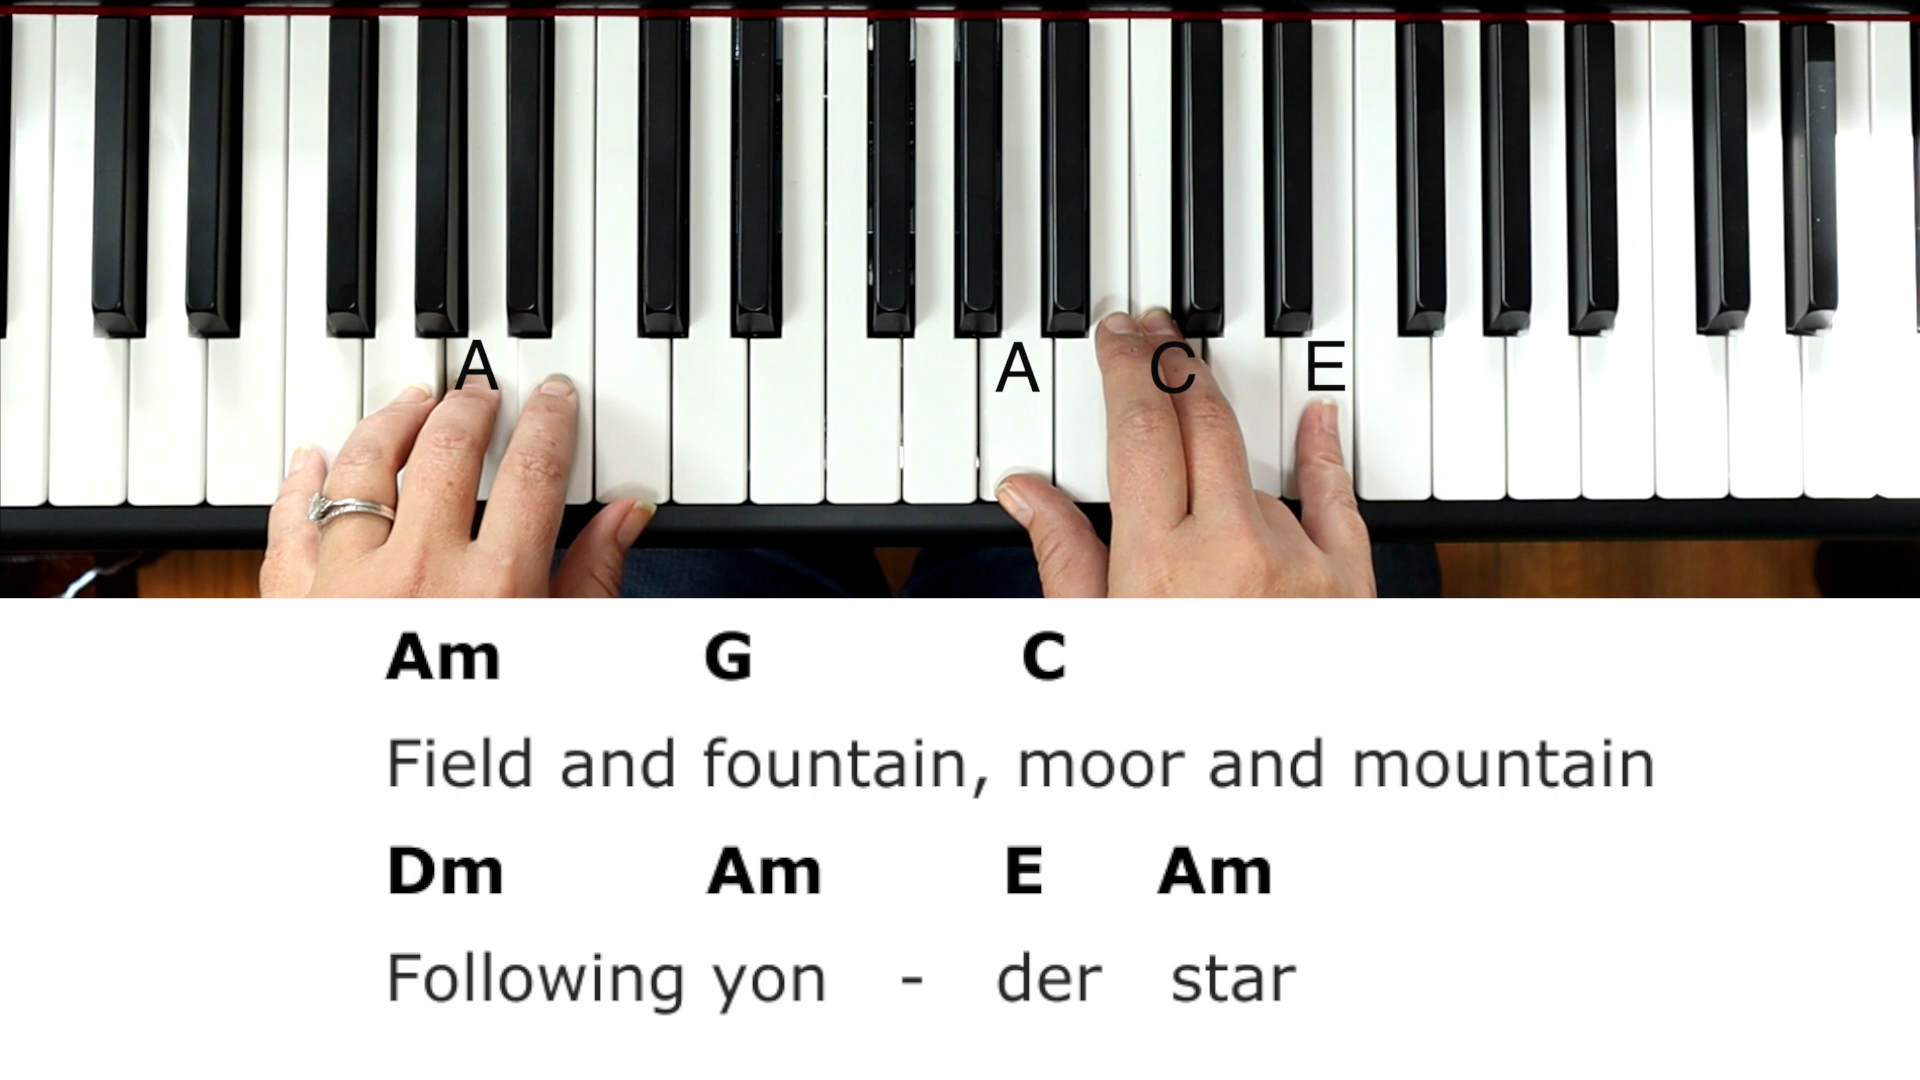 A A C E
Am G C
Field and fountain, moor and mountain
Dm Am E Am
Following yon - der star